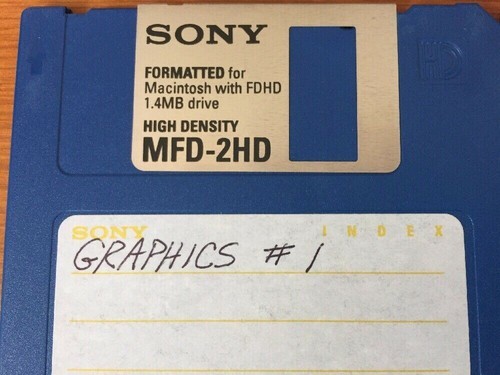 SONY
FORMATTED for
Macintosh with FDHD
1.4MB drive
HIGH DENSITY
MFD-2HD
HD
SONY INDEX
GRAPHICS # 1